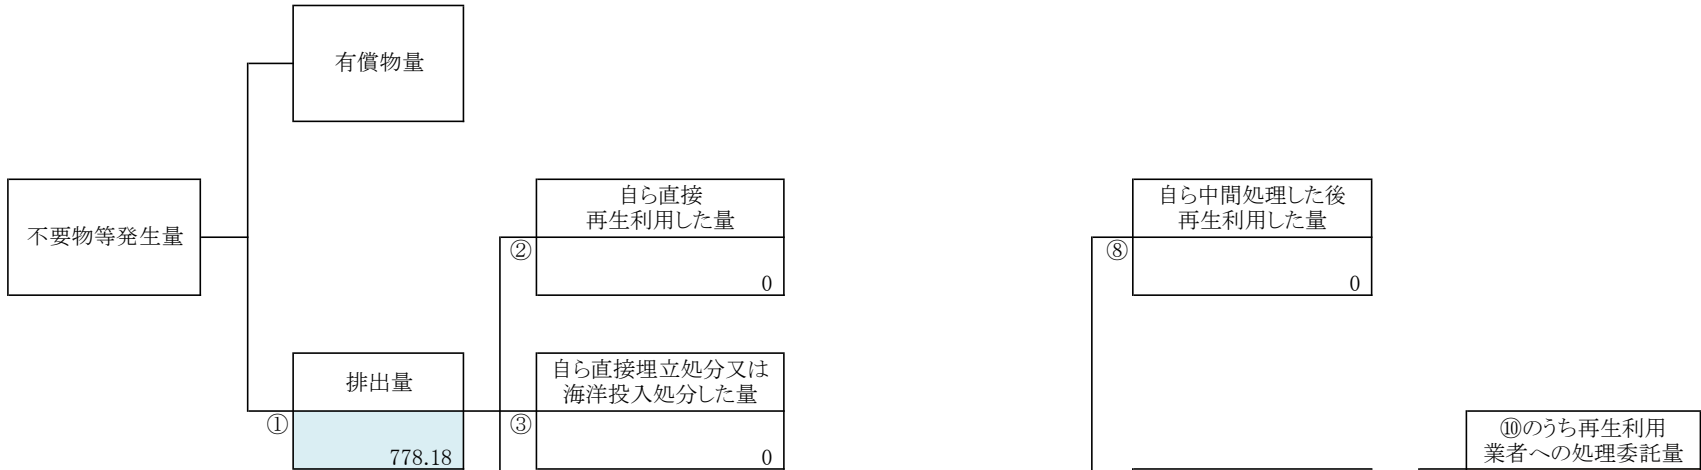 有償物量
不要物等発生量
自ら直接
再生利用した量
②
0
自ら中間処理した後
再生利用した量
⑧
0
排出量
①
778.18
自ら直接埋立処分又は
海洋投入処分した量
③
0
⑩のうち再生利用
業者への処理委託量